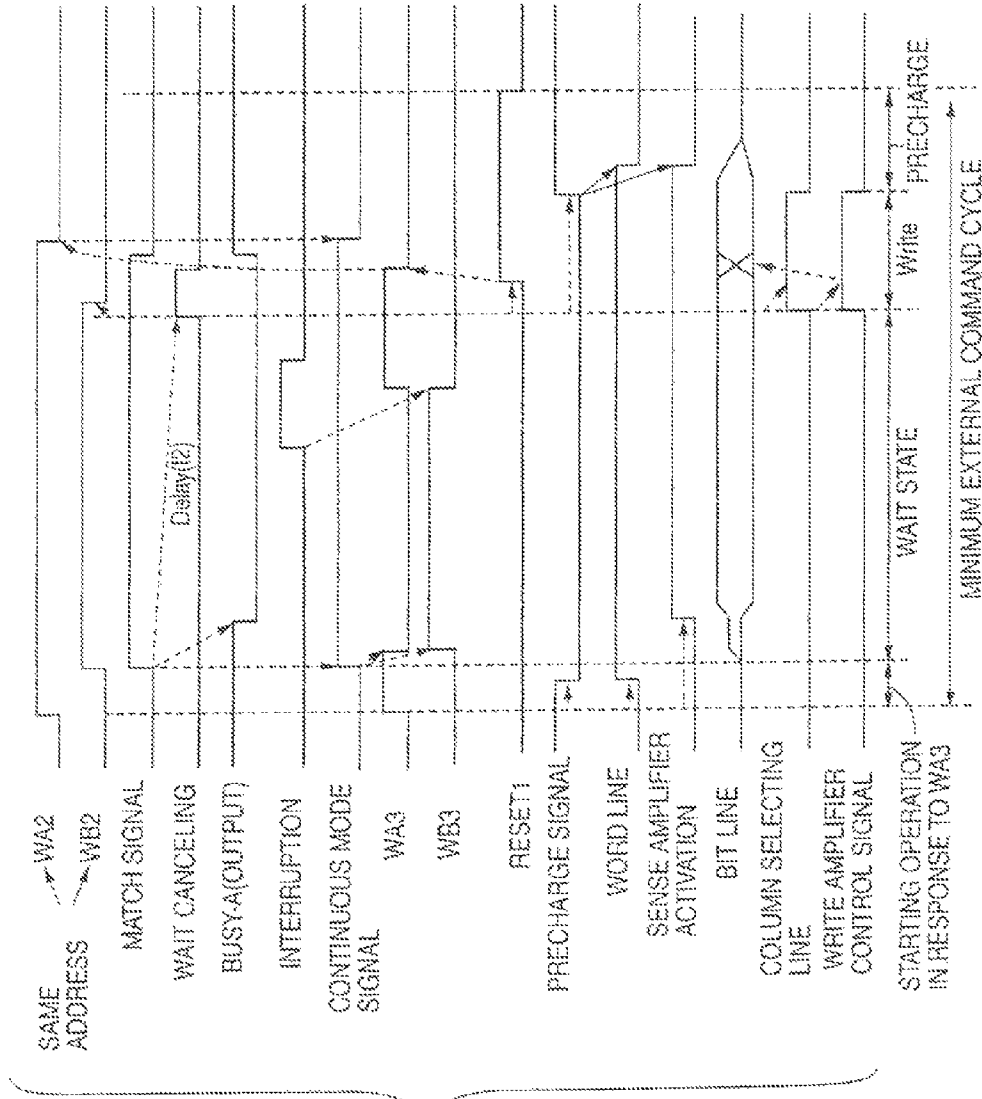 SAME
ADDRESS
WA2
WB2
MATCH SIGNAL
WAIT CANCELING
Delay(t2)
BUSYA(OUTPUT)
INTERRUPTION
CONTINUOUS MODE
SIGNAL
WA3
WB3
RESET1
PRECHARGE SIGNAL
WORD LINE
SENSE AMPLIFIER
ACTIVATION
BIT LINE
COLUMN SELECTING
LINE
WRITE AMPLIFIER
CONTROL SIGNAL
STARTING OPERATION
IN RESPONSE TO WA3
WAIT STATE
Write
PRECHARGE
MINIMUM EXTERNAL COMMAND CYCLE